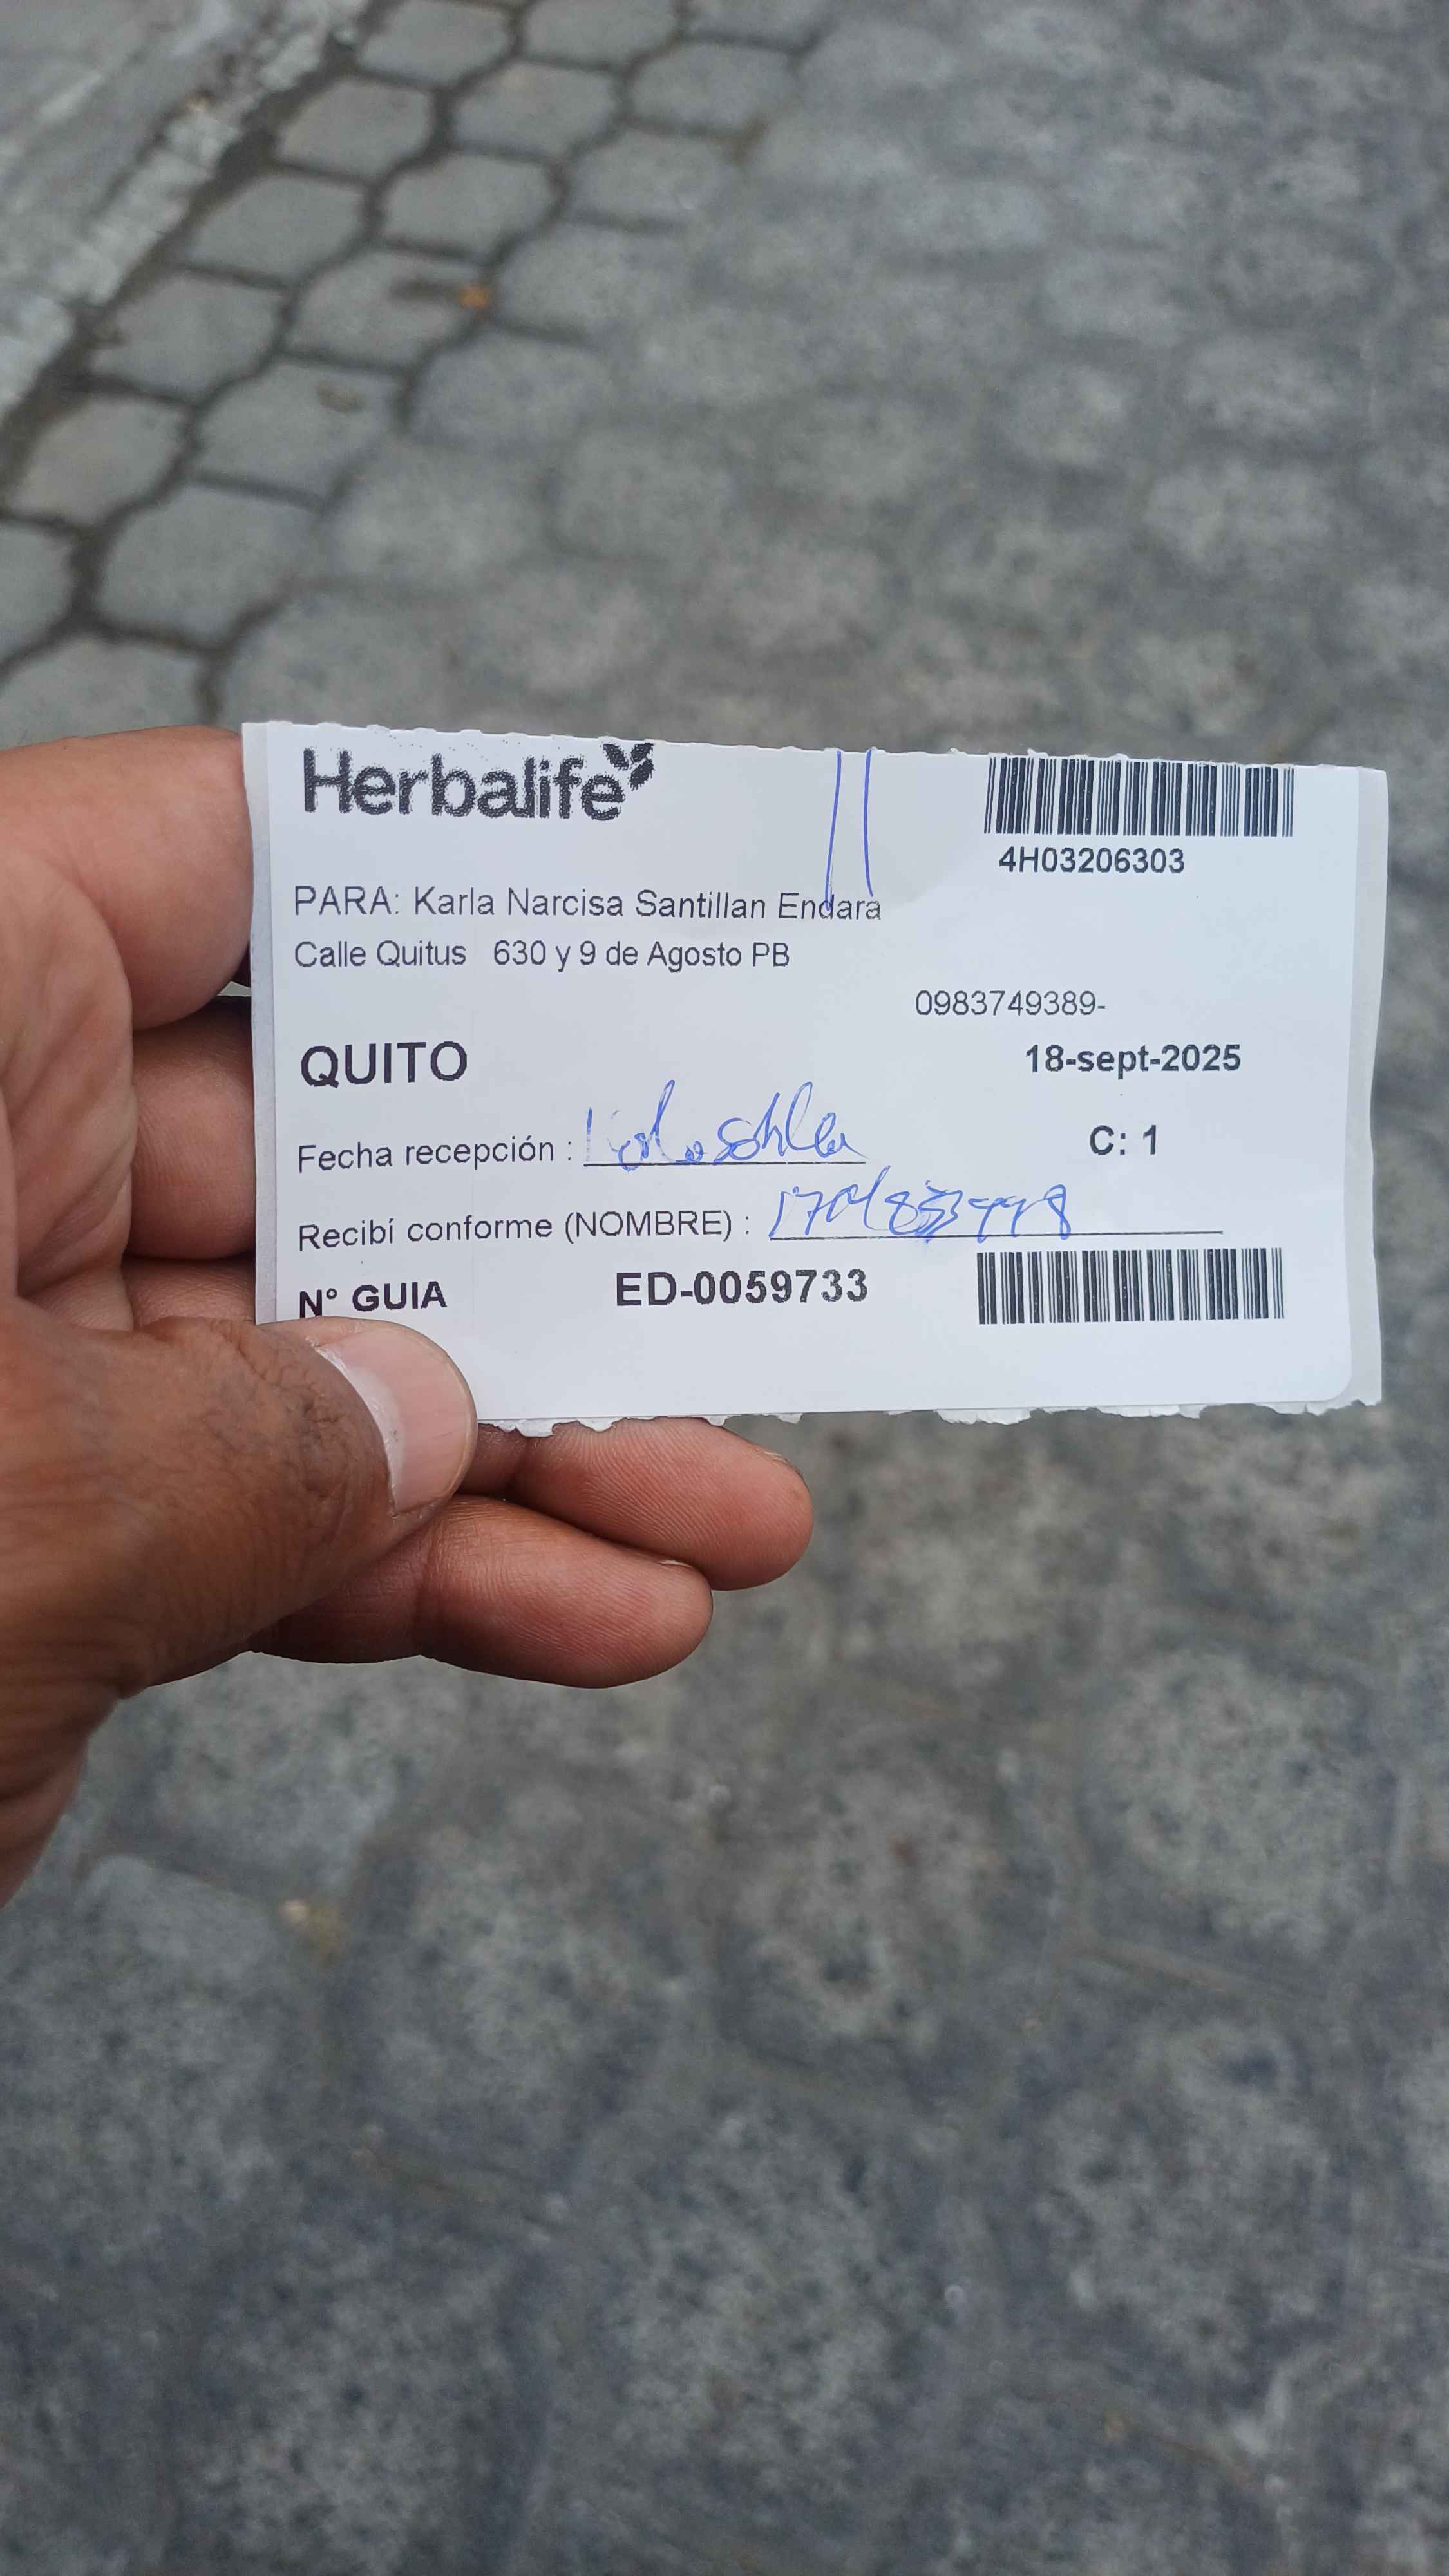 Herbalife
4H03206303
PARA: Karla Narcisa Santillan Endara
Calle Quitus 630 y 9 de Agosto PB
0983749389-
QUITO
18-sept-2025
Fecha recepción :
C: 1
Recibí conforme (NOMBRE) :
N° GUIA ED-0059733